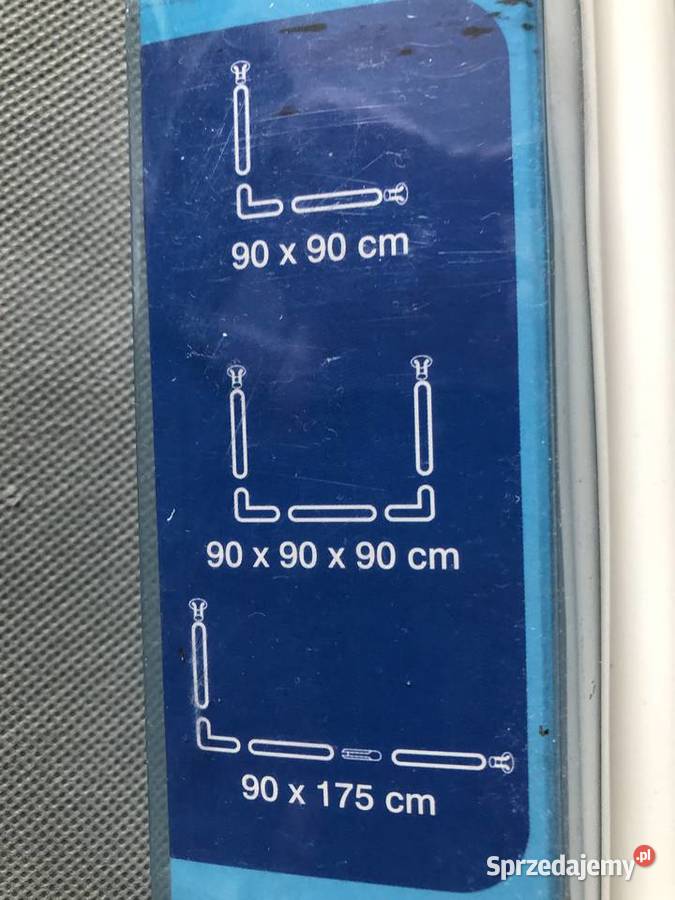 90 x 90 cm
90 x 90 x 90 cm
90 x 175 cm
Sprzedajemy.pl